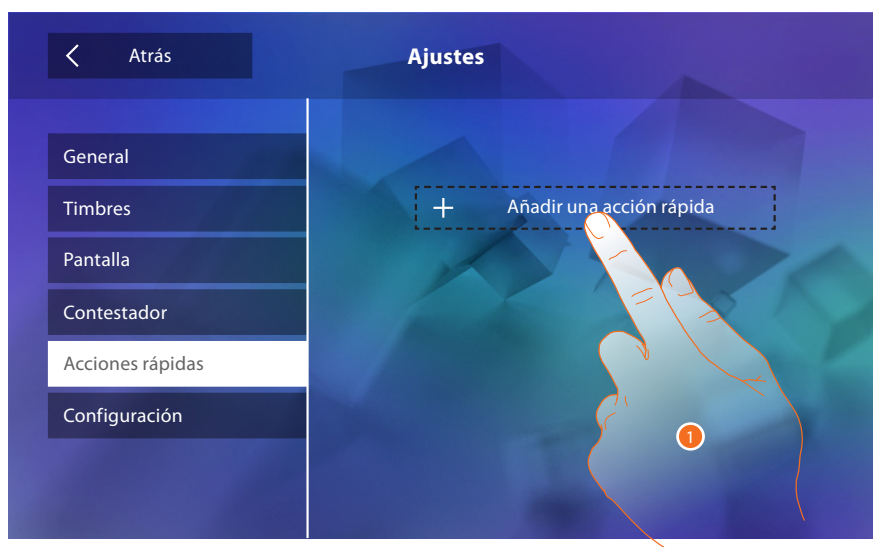 Atrás
Ajustes
General
Timbres
Pantalla
Contestador
Acciones rápidas
Configuración
+ Añadir una acción rápida
1